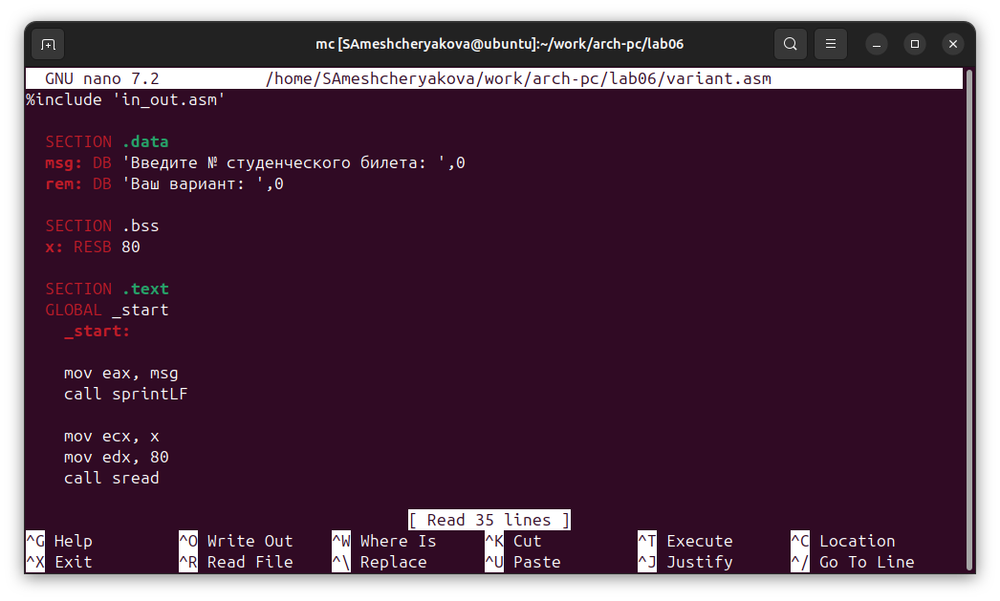 mc [SAmeshcheryakova@ubuntu]:~/work/arch-pc/lab06
GNU nano 7.2 /home/SAmeshcheryakova/work/arch-pc/lab06/variant.asm
%include 'in_out.asm'
SECTION .data
msg: DB 'Введите № студенческого билета: ',0
rem: DB 'Ваш вариант: ',0
SECTION .bss
x: RESB 80
SECTION .text
GLOBAL _start
_start:
mov eax, msg
call sprintLF
mov ecx, x
mov edx, 80
call sread
[ Read 35 lines ]
^G Help ^O Write Out ^W Where Is ^K Cut ^T Execute ^C Location
^X Exit ^R Read File ^\ Replace ^U Paste ^J Justify ^/ Go To Line